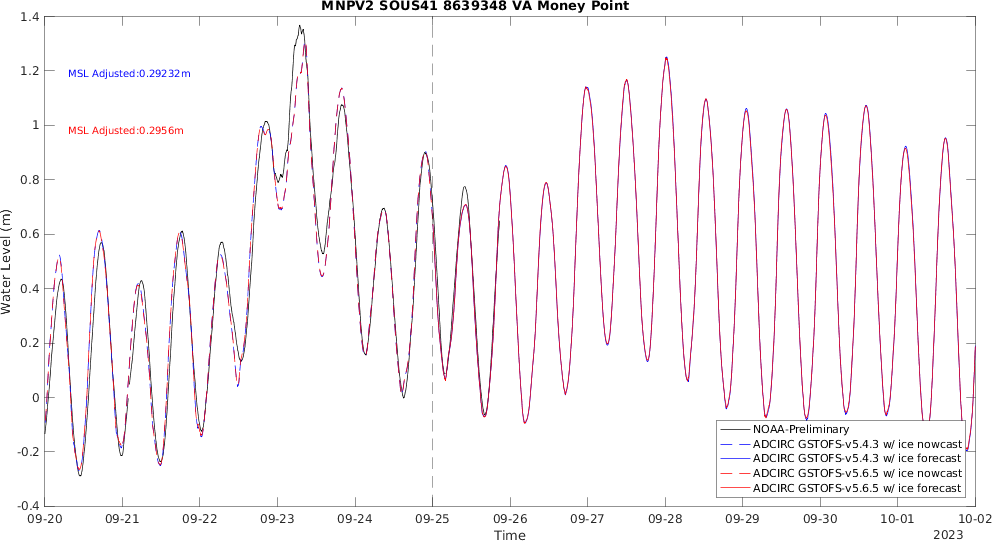 MNPV2 SOUS41 8639348 VA Money Point
MSL Adjusted:0.29232m
MSL Adjusted:0.2956m
Water Level (m)
1.4
1.2
1
0.8
0.6
0.4
0.2
0
-0.2
-0.4
NOAA-Preliminary
ADCIRC GSTOFS-v5.4.3 w/ ice nowcast
ADCIRC GSTOFS-v5.4.3 w/ ice forecast
ADCIRC GSTOFS-v5.6.5 w/ ice nowcast
ADCIRC GSTOFS-v5.6.5 w/ ice forecast
09-20 09-21 09-22 09-23 09-24 09-25 09-26 09-27 09-28 09-29 09-30 10-01 10-02
Time
2023